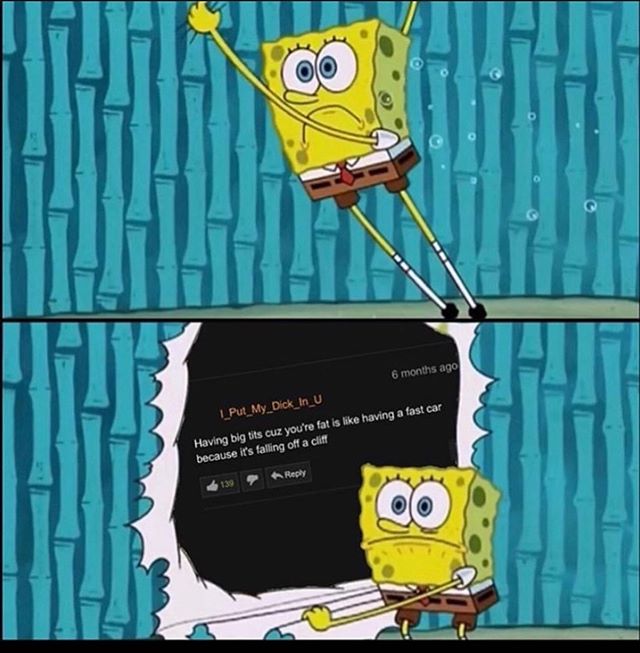 6 months ago
I_Put_My_Dick_In_U
Having big tits cuz you're fat is like having a fast car
because it's falling off a cliff
139 Reply